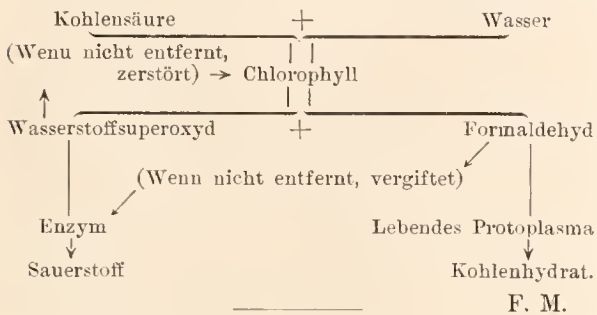 Kohlensäure + Wasser
(Wenu nicht entfernt,
zerstört) → Chlorophyll
Wasserstoffsuperoxyd + Formaldehyd
(Wenn nicht entfernt, vergiftet)
Enzym Lebendes Protoplasma
Sauerstoff Kohlenhydrat.
F. M.